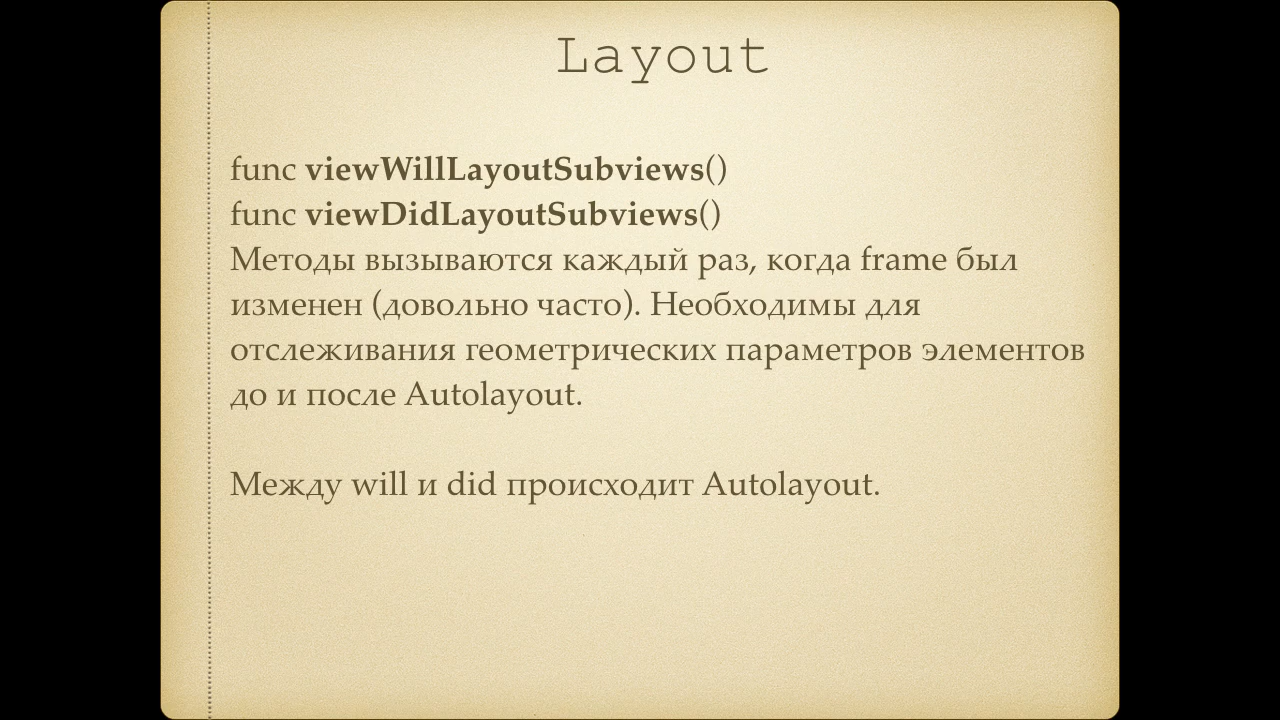 Layout
func viewWillLayoutSubviews()
func viewDidLayoutSubviews()
Методы вызываются каждый раз, когда frame был
изменен (довольно часто). Необходимы для
отслеживания геометрических параметров элементов
до и после Autolayout.
Между will и did происходит Autolayout.